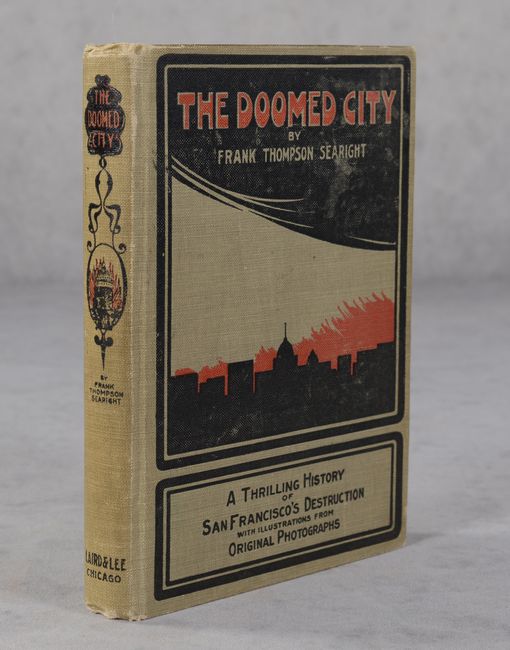 THE
DOOMED
CITY
BY
FRANK
THOMPSON
SEARIGHT
LAIRD & LEE
CHICAGO
THE DOOMED CITY
BY
FRANK THOMPSON SEARIGHT
A THRILLING HISTORY
OF
SAN FRANCISCO'S DESTRUCTION
WITH ILLUSTRATIONS FROM
ORIGINAL PHOTOGRAPHS